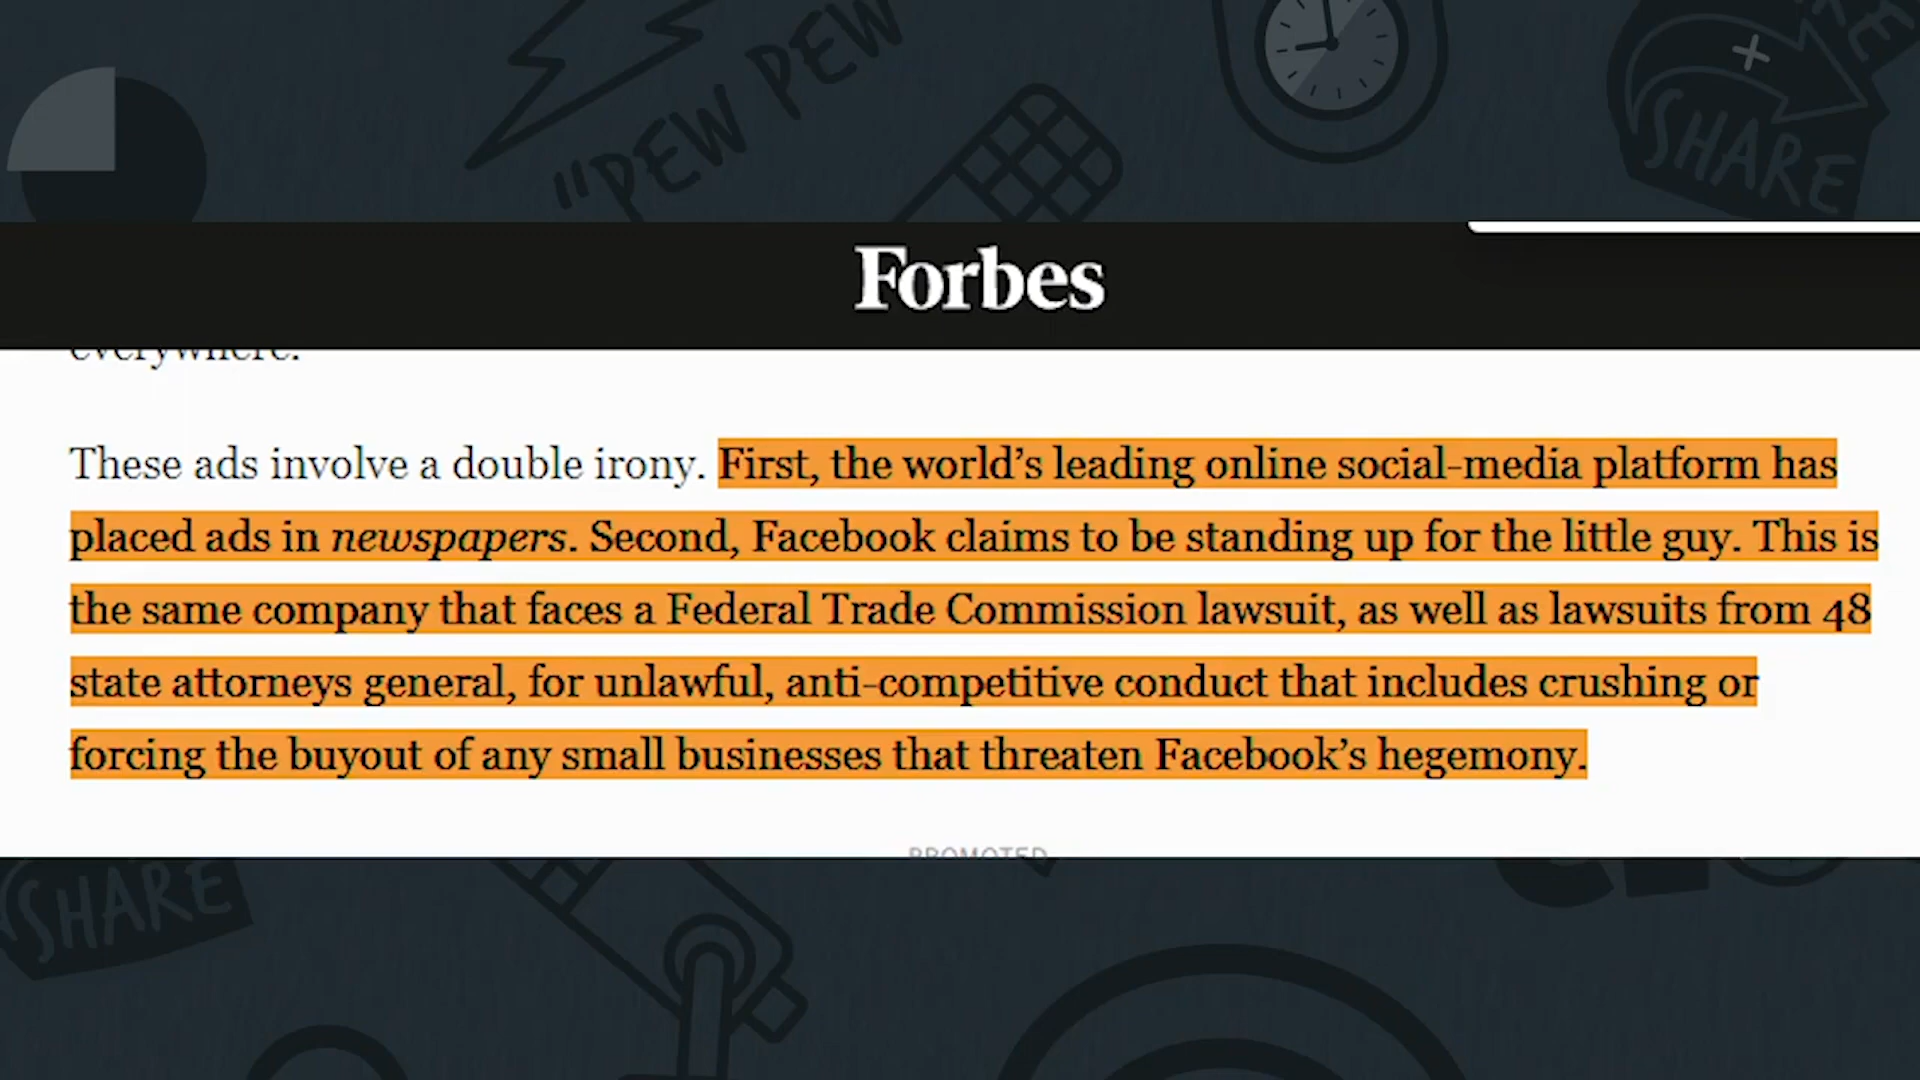 "PEW PEW
SHARE
Forbes
everywhere.
These ads involve a double irony. First, the world’s leading online social-media platform has
placed ads in newspapers. Second, Facebook claims to be standing up for the little guy. This is
the same company that faces a Federal Trade Commission lawsuit, as well as lawsuits from 48
state attorneys general, for unlawful, anti-competitive conduct that includes crushing or
forcing the buyout of any small businesses that threaten Facebook’s hegemony.
PROMOTED
SHARE